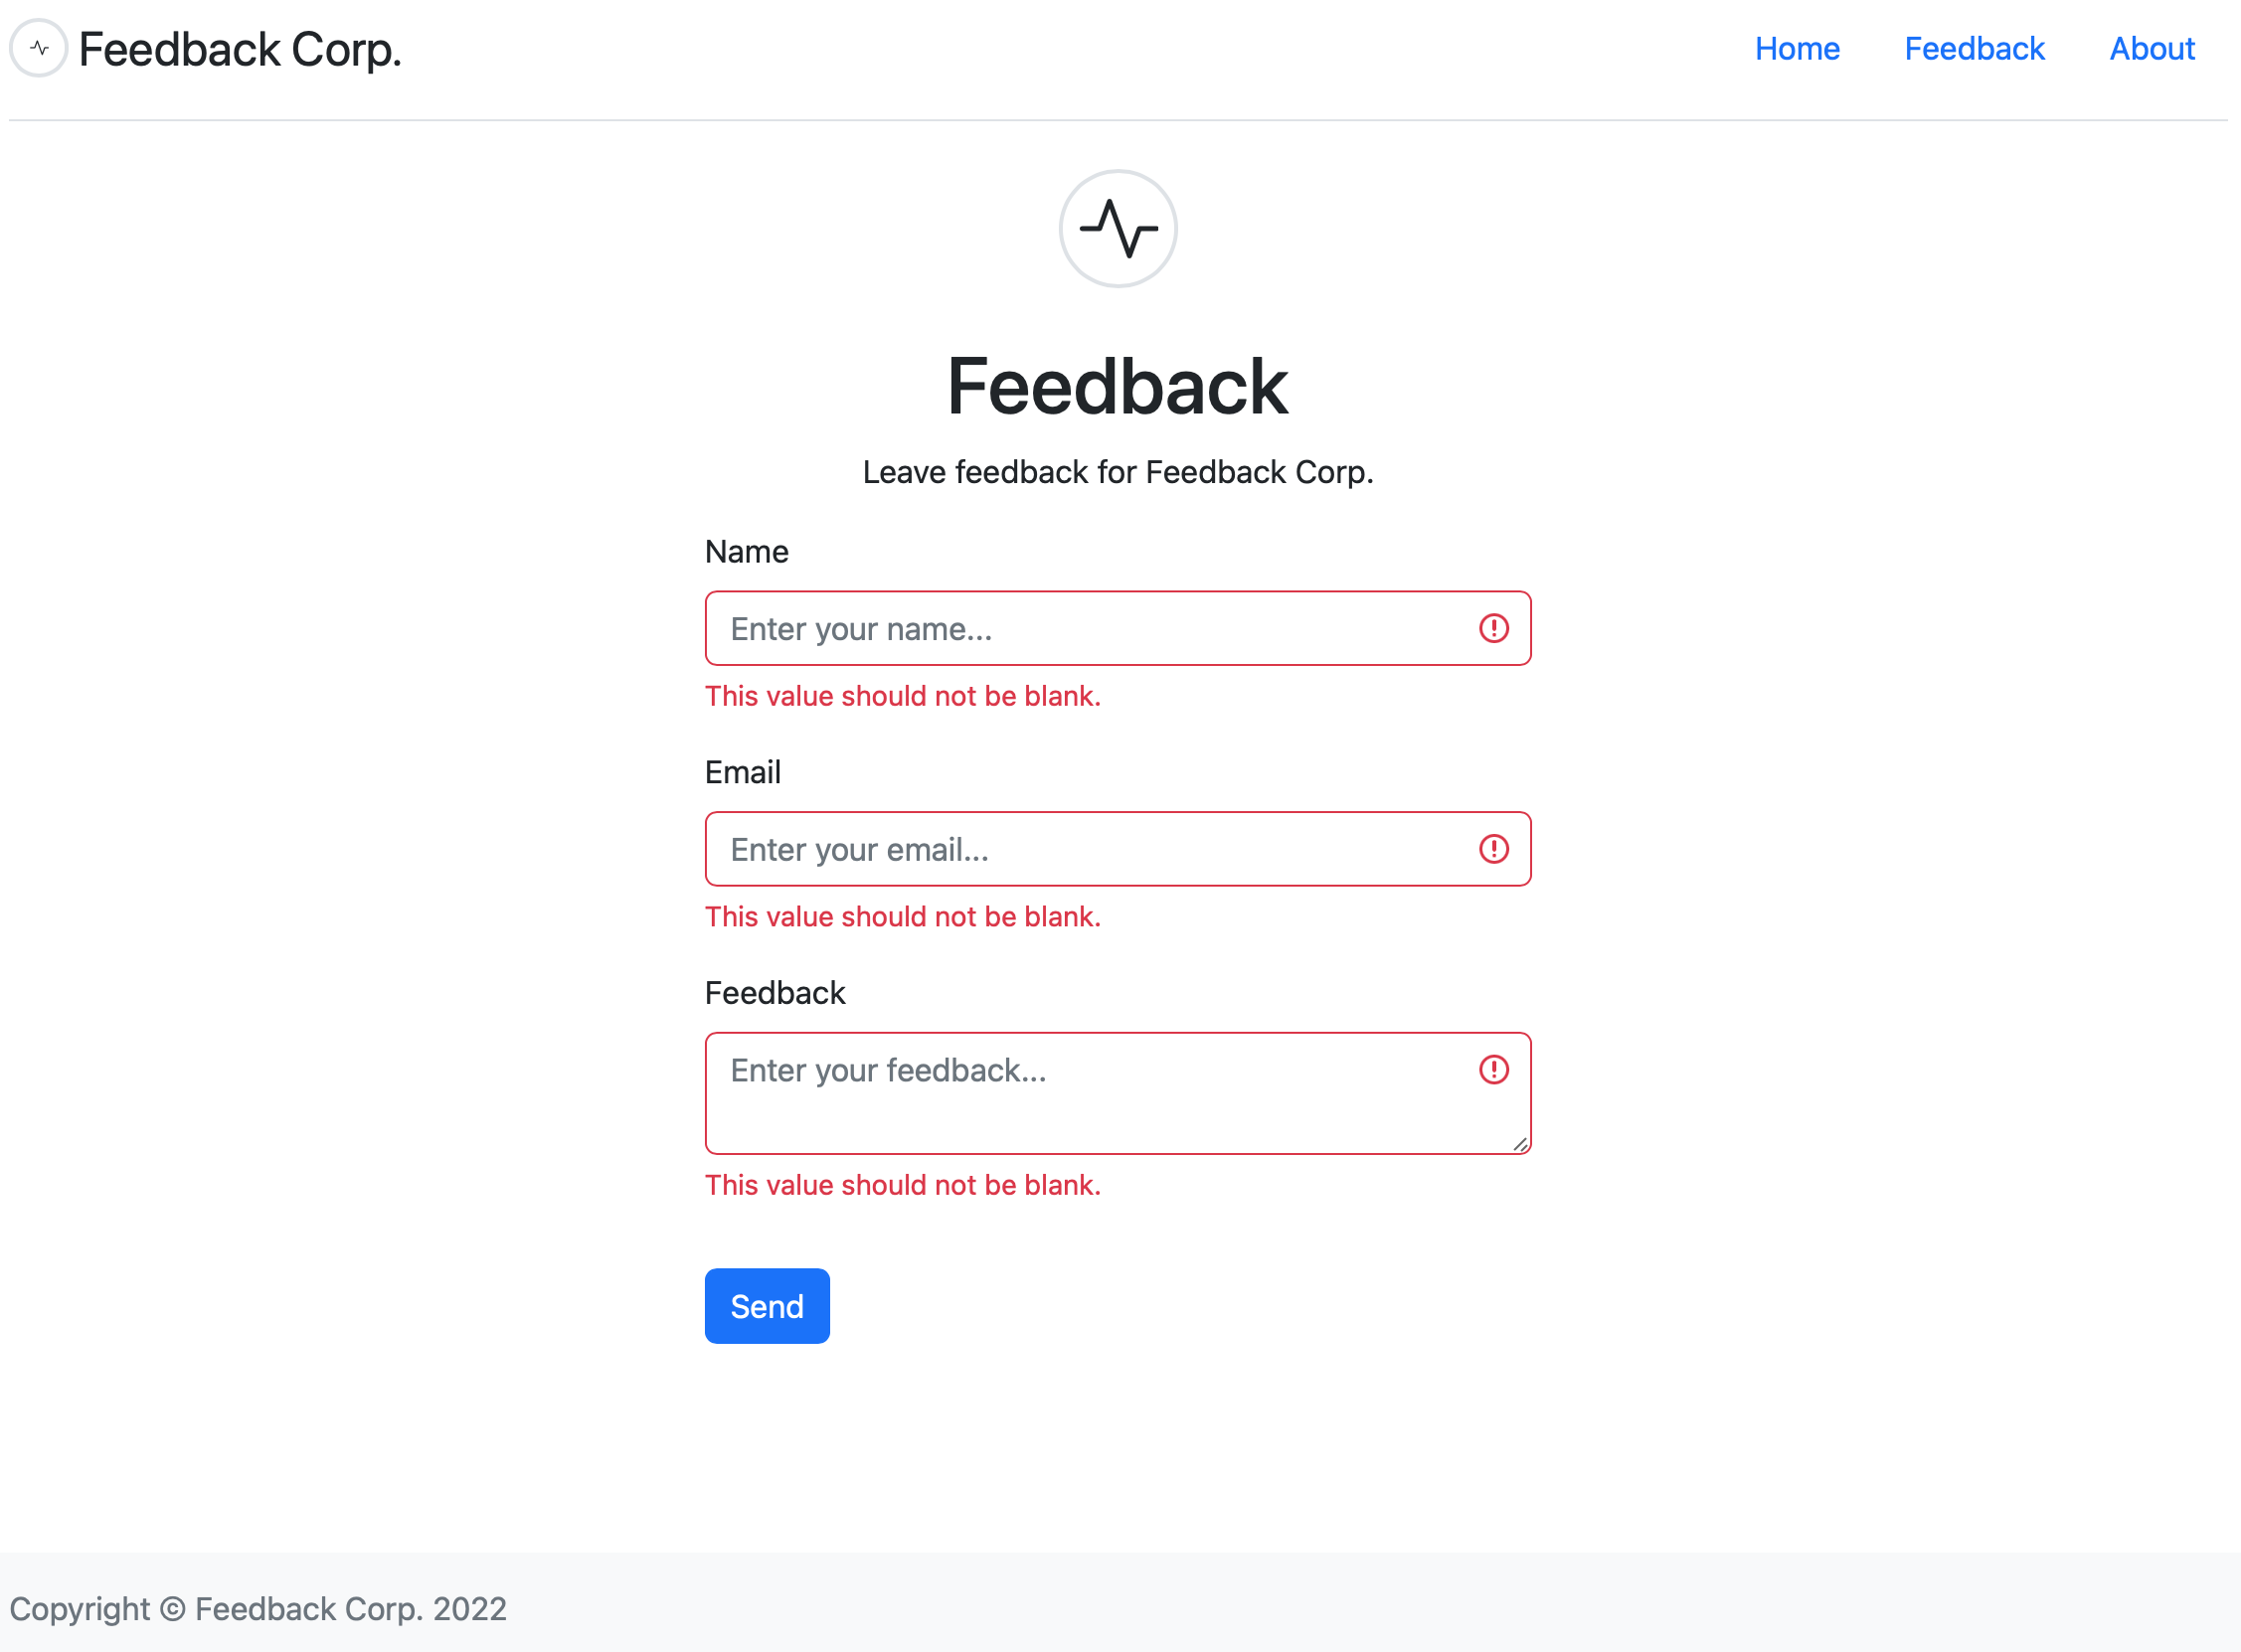 Feedback Corp.
Home Feedback About
Feedback
Leave feedback for Feedback Corp.
Name
Enter your name...
This value should not be blank.
Email
Enter your email...
This value should not be blank.
Feedback
Enter your feedback...
This value should not be blank.
Send
Copyright © Feedback Corp. 2022